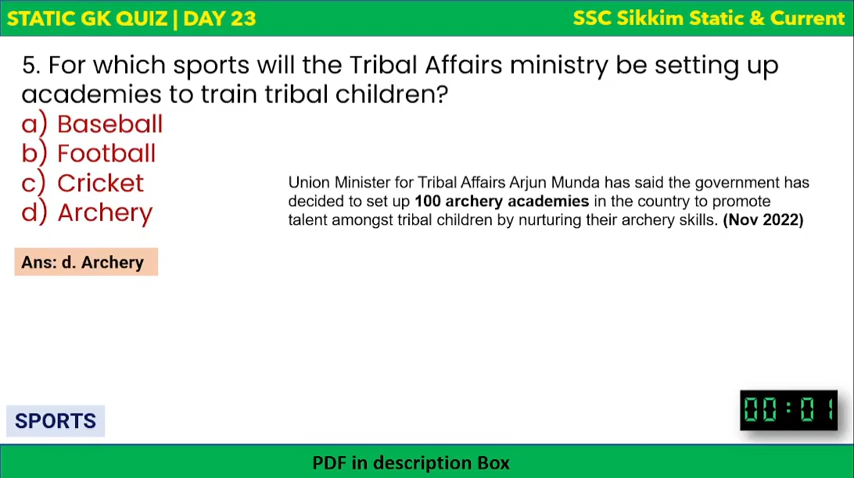 STATIC GK QUIZ | DAY 23
SSC Sikkim Static & Current
5. For which sports will the Tribal Affairs ministry be setting up
academies to train tribal children?
a) Baseball
b) Football
c) Cricket
d) Archery
Union Minister for Tribal Affairs Arjun Munda has said the government has
decided to set up 100 archery academies in the country to promote
talent amongst tribal children by nurturing their archery skills. (Nov 2022)
Ans: d. Archery
SPORTS
00:01
PDF in description Box